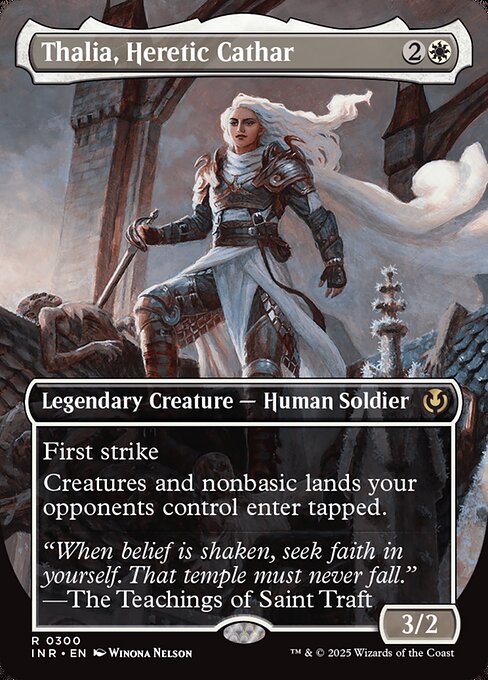 Thalia, Heretic Cathar 2
Legendary Creature — Human Soldier
First strike
Creatures and nonbasic lands your
opponents control enter tapped.
“When belief is shaken, seek faith in
yourself. That temple must never fall.”
—The Teachings of Saint Traft
3/2
R 0300
INR • EN Winona Nelson
™ & © 2025 Wizards of the Coast